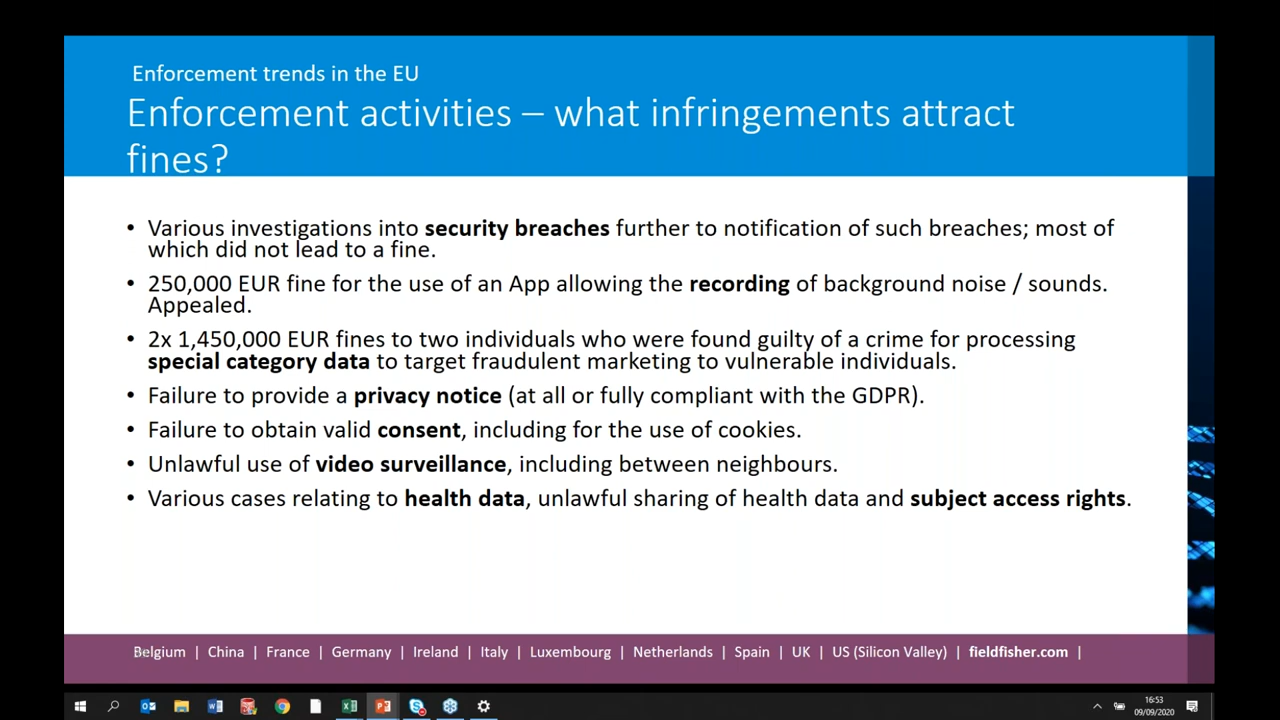 Enforcement trends in the EU
Enforcement activities – what infringements attract
fines?
• Various investigations into security breaches further to notification of such breaches; most of
which did not lead to a fine.
• 250,000 EUR fine for the use of an App allowing the recording of background noise / sounds.
Appealed.
• 2x 1,450,000 EUR fines to two individuals who were found guilty of a crime for processing
special category data to target fraudulent marketing to vulnerable individuals.
• Failure to provide a privacy notice (at all or fully compliant with the GDPR).
• Failure to obtain valid consent, including for the use of cookies.
• Unlawful use of video surveillance, including between neighbours.
• Various cases relating to health data, unlawful sharing of health data and subject access rights.
Belgium | China | France | Germany | Ireland | Italy | Luxembourg | Netherlands | Spain | UK | US (Silicon Valley) | fieldfisher.com |
16:53
09/09/2020